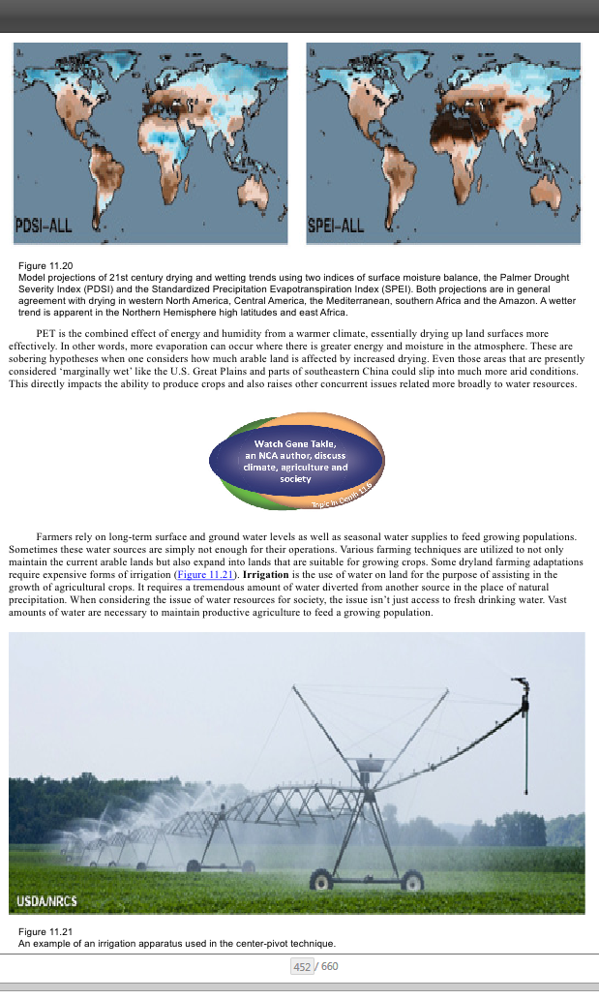 a.
b.
PDSI-ALL
SPEI-ALL
Figure 11.20
Model projections of 21st century drying and wetting trends using two indices of surface moisture balance, the Palmer Drought
Severity Index (PDSI) and the Standardized Precipitation Evapotranspiration Index (SPEI). Both projections are in general
agreement with drying in western North America, Central America, the Mediterranean, southern Africa and the Amazon. A wetter
trend is apparent in the Northern Hemisphere high latitudes and east Africa.
PET is the combined effect of energy and humidity from a warmer climate, essentially drying up land surfaces more
effectively. In other words, more evaporation can occur where there is greater energy and moisture in the atmosphere. These are
sobering hypotheses when one considers how much arable land is affected by increased drying. Even those areas that are presently
considered ‘marginally wet’ like the U.S. Great Plains and parts of southeastern China could slip into much more arid conditions.
This directly impacts the ability to produce crops and also raises other concurrent issues related more broadly to water resources.
Watch Gene Takle,
an NCA author, discuss
climate, agriculture and
society
Topic In Depth 11.6
Farmers rely on long-term surface and ground water levels as well as seasonal water supplies to feed growing populations.
Sometimes these water sources are simply not enough for their operations. Various farming techniques are utilized to not only
maintain the current arable lands but also expand into lands that are suitable for growing crops. Some dryland farming adaptations
require expensive forms of irrigation (Figure 11.21). Irrigation is the use of water on land for the purpose of assisting in the
growth of agricultural crops. It requires a tremendous amount of water diverted from another source in the place of natural
precipitation. When considering the issue of water resources for society, the issue isn’t just access to fresh drinking water. Vast
amounts of water are necessary to maintain productive agriculture to feed a growing population.
USDA/NRCS
Figure 11.21
An example of an irrigation apparatus used in the center-pivot technique.
452 / 660